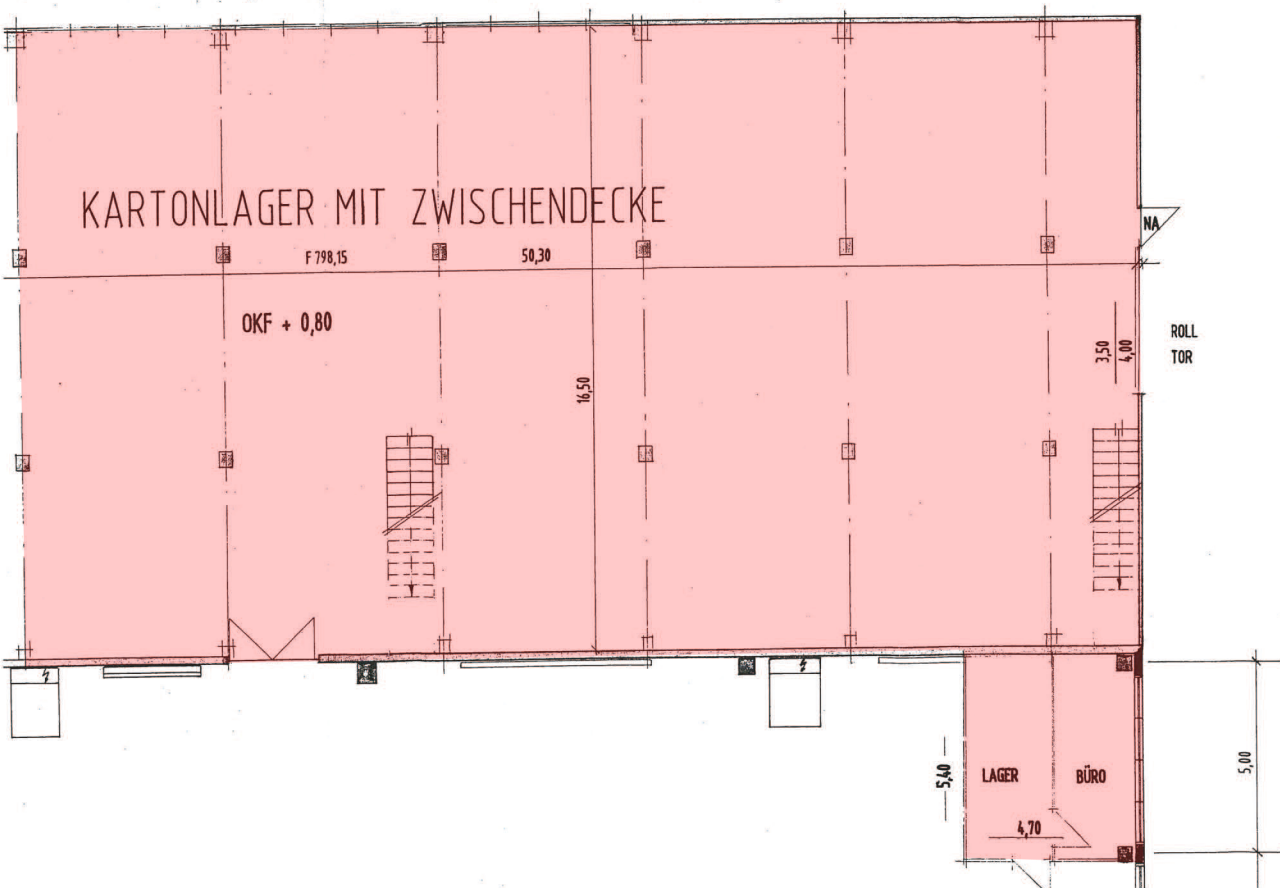 KARTONLAGER MIT ZWISCHENDECKE
NA
F 798,15
50,30
OKF + 0,80
ROLL
TOR
3,50
4,00
16,50
5,40
LAGER
BÜRO
5,00
4,70